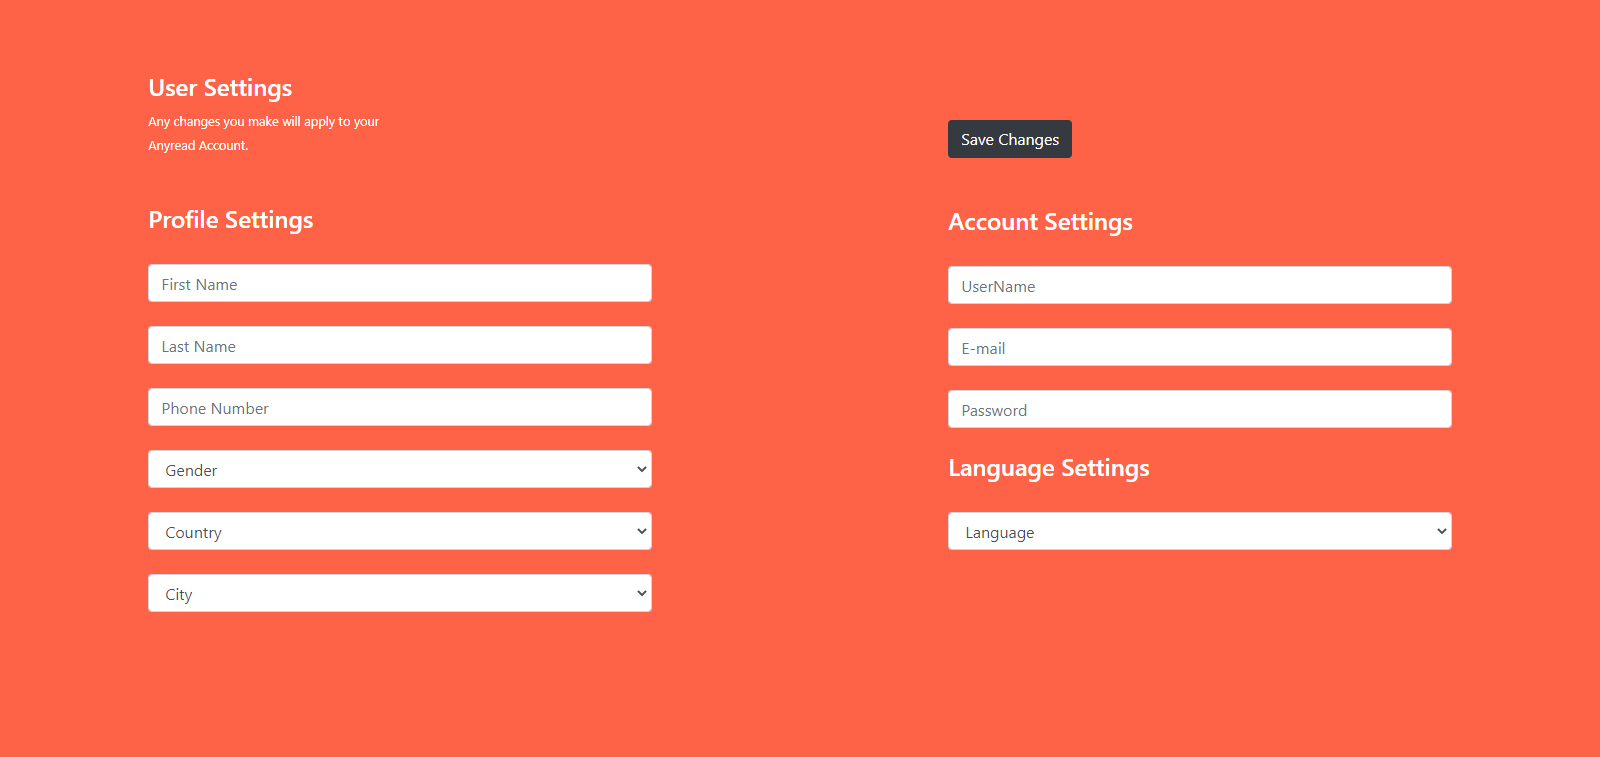 User Settings
Any changes you make will apply to your
Anyread Account.
Save Changes
Profile Settings
First Name
Last Name
Phone Number
Gender
Country
City
Account Settings
UserName
E-mail
Password
Language Settings
Language